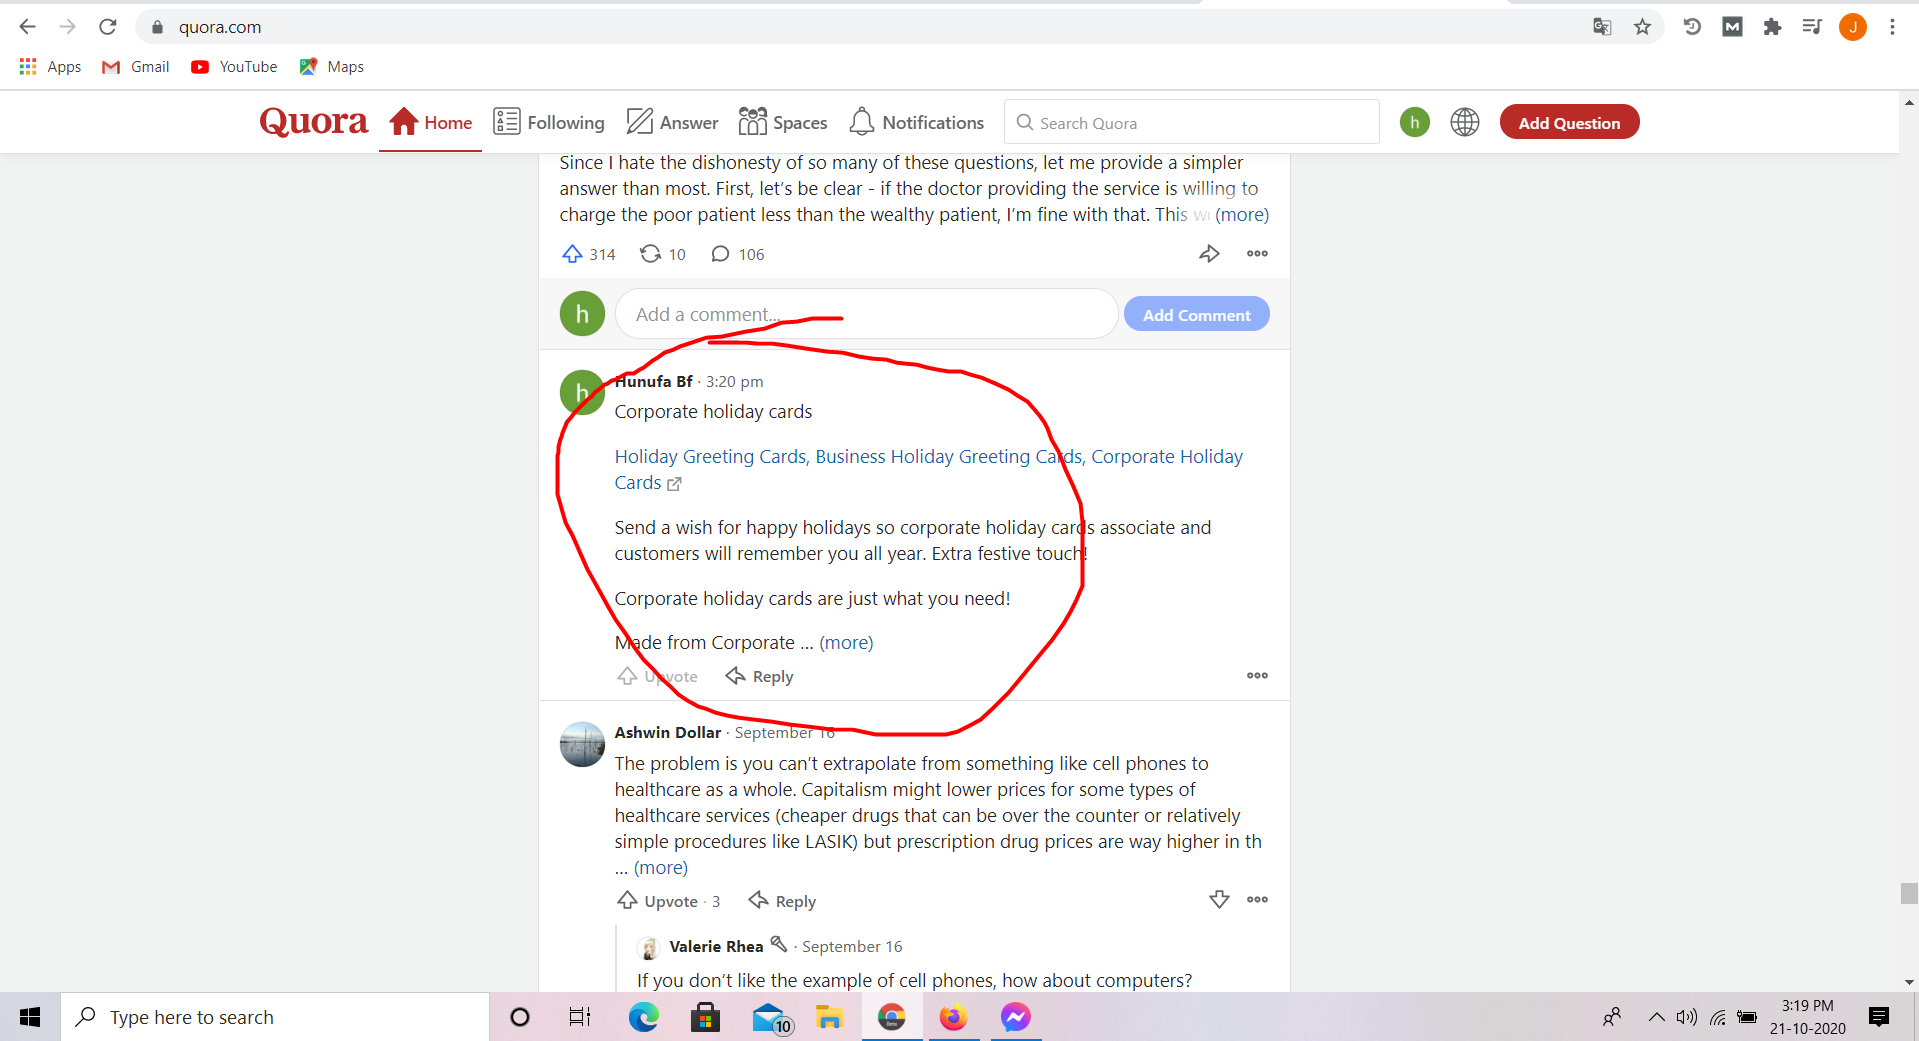 quora.com
Apps Gmail YouTube Maps
J
Quora Home Following Answer Spaces Notifications Search Quora h Add Question
Since I hate the dishonesty of so many of these questions, let me provide a simpler
answer than most. First, let's be clear - if the doctor providing the service is willing to
charge the poor patient less than the wealthy patient, I'm fine with that. This (more)
314 10 106
h Add a comment... Add Comment
h Hunufa Bf · 3:20 pm
Corporate holiday cards
Holiday Greeting Cards, Business Holiday Greeting Cards, Corporate Holiday
Cards
Send a wish for happy holidays so corporate holiday cards associate and
customers will remember you all year. Extra festive touch!
Corporate holiday cards are just what you need!
Made from Corporate ... (more)
Upvote Reply
Ashwin Dollar · September 16
The problem is you can't extrapolate from something like cell phones to
healthcare as a whole. Capitalism might lower prices for some types of
healthcare services (cheaper drugs that can be over the counter or relatively
simple procedures like LASIK) but prescription drug prices are way higher in th
... (more)
Upvote · 3 Reply
Valerie Rhea · September 16
If you don't like the example of cell phones, how about computers?
Type here to search
10
Beta
3:19 PM
21-10-2020